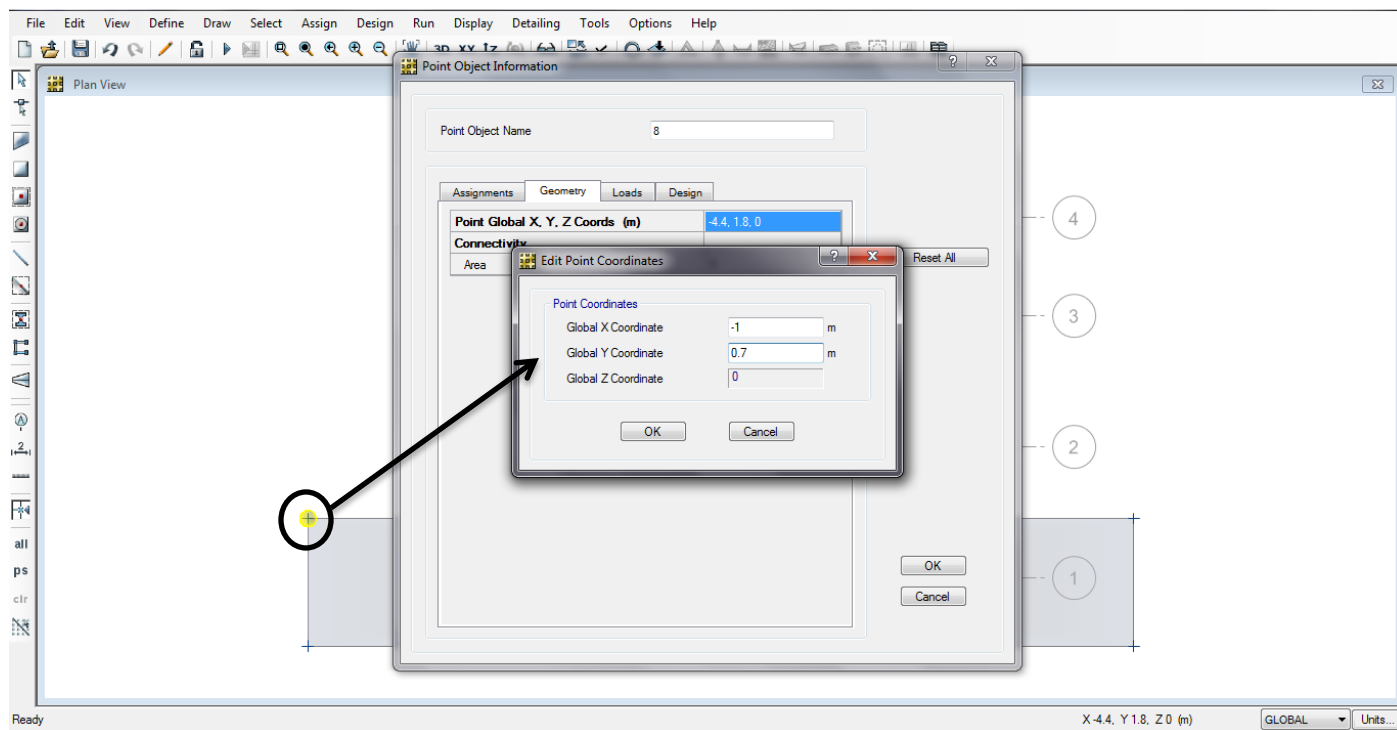 File Edit View Define Draw Select Assign Design Run Display Detailing Tools Options Help
3D
Point Object Information
Plan View
Point Object Name 8
Assignments Geometry Loads Design
Point Global X, Y, Z Coords (m) -4.4, 1.8, 0
Connectivity
Area
Reset All
Edit Point Coordinates
Point Coordinates
Global X Coordinate -1 m
Global Y Coordinate 0.7 m
Global Z Coordinate 0
OK Cancel
4
3
2
1
2
all
ps
clr
OK
Cancel
Ready X -4.4, Y 1.8, Z 0 (m) GLOBAL Units...